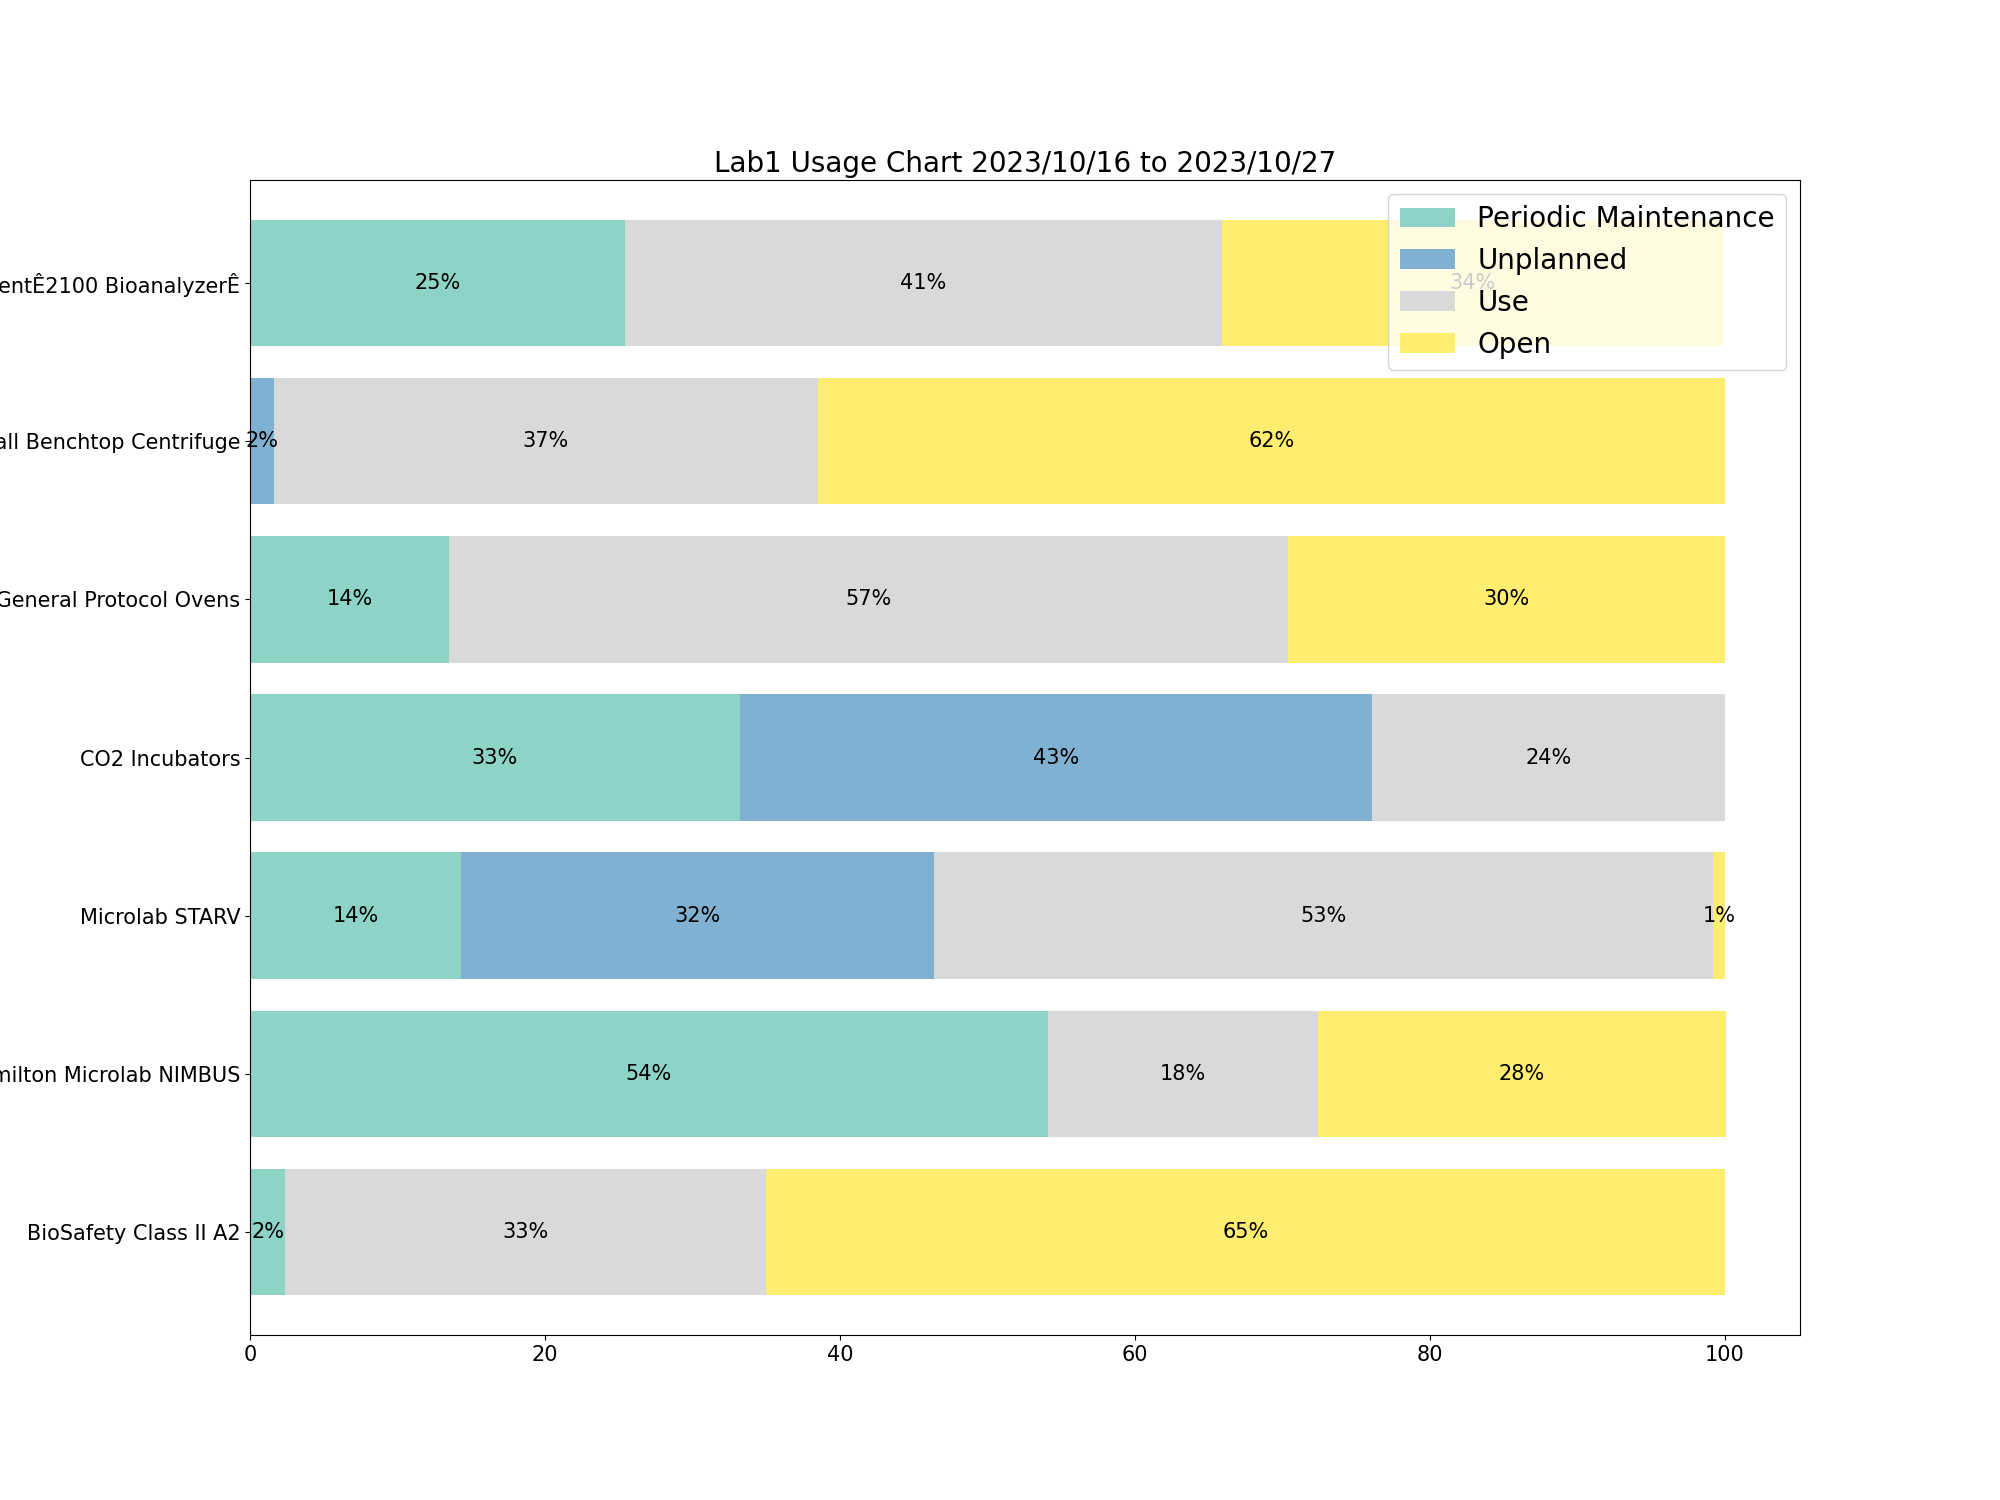 Lab1 Usage Chart 2023/10/16 to 2023/10/27
Periodic Maintenance
Unplanned
Use
Open
entÊ2100 BioanalyzerÊ 25% 41% 34%
all Benchtop Centrifuge 2% 37% 62%
General Protocol Ovens 14% 57% 30%
CO2 Incubators 33% 43% 24%
Microlab STARV 14% 32% 53% 1%
milton Microlab NIMBUS 54% 18% 28%
BioSafety Class II A2 2% 33% 65%
0 20 40 60 80 100